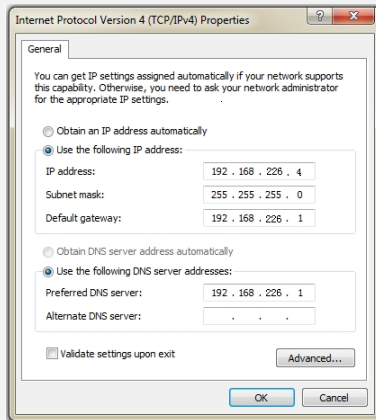 Internet Protocol Version 4 (TCP/IPv4) Properties
General
You can get IP settings assigned automatically if your network supports
this capability. Otherwise, you need to ask your network administrator
for the appropriate IP settings.
Obtain an IP address automatically
Use the following IP address:
IP address: 192 . 168 . 226 . 4
Subnet mask: 255 . 255 . 255 . 0
Default gateway: 192 . 168 . 226 . 1
Obtain DNS server address automatically
Use the following DNS server addresses:
Preferred DNS server: 192 . 168 . 226 . 1
Alternate DNS server: . . .
Validate settings upon exit
Advanced...
OK Cancel